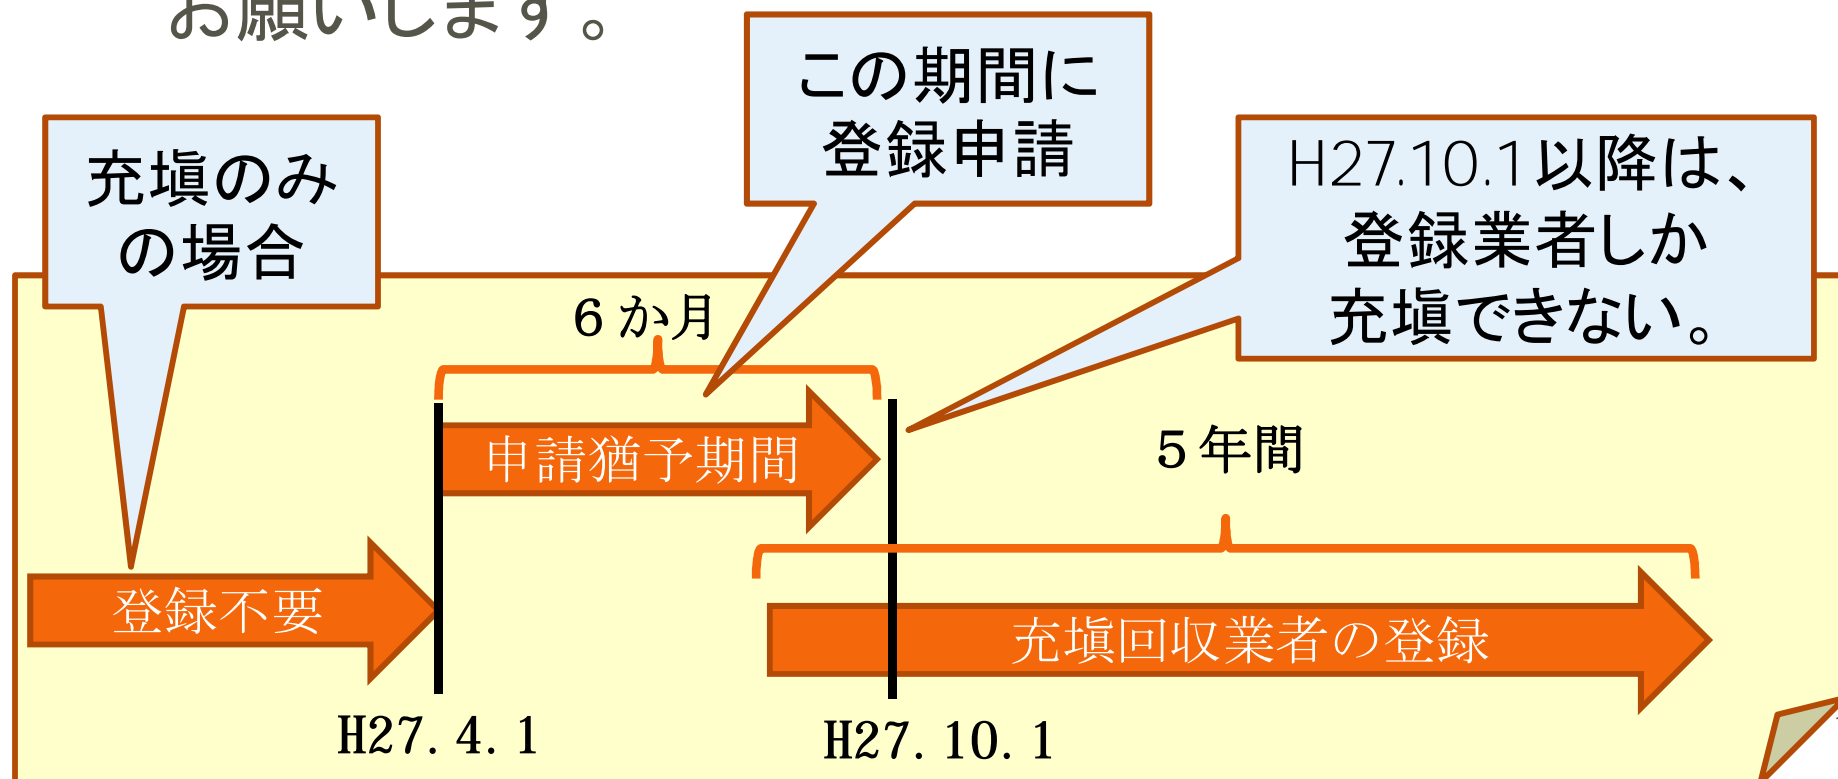 お願いします。
この期間に
登録申請
充塡のみ
の場合
H27.10.1以降は、
登録業者しか
充塡できない。
６か月
申請猶予期間
５年間
登録不要
充塡回収業者の登録
H27.4.1
H27.10.1